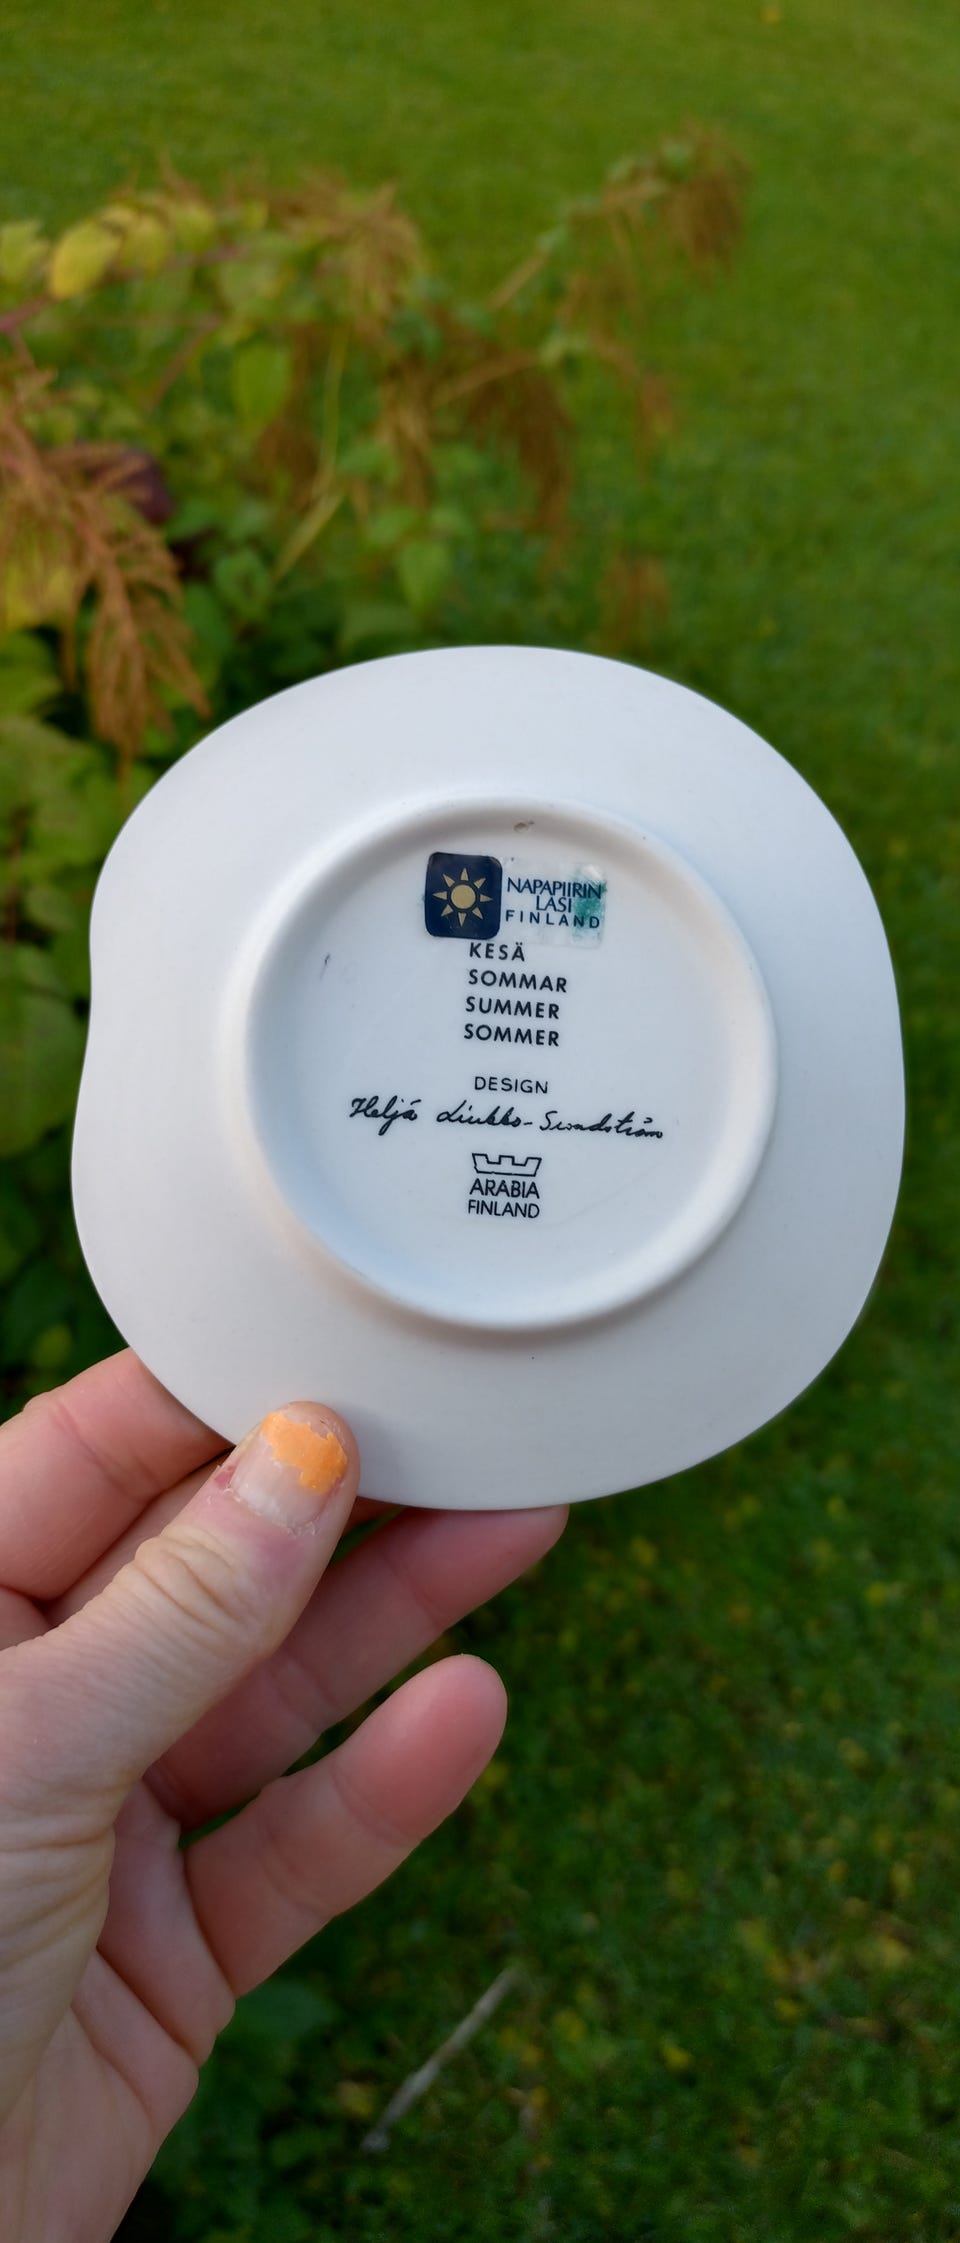 NAPAPIIRIN
LASI
FINLAND
KESÄ
SOMMAR
SUMMER
SOMMER
DESIGN
Heljä Liukko-Sundström
ARABIA
FINLAND